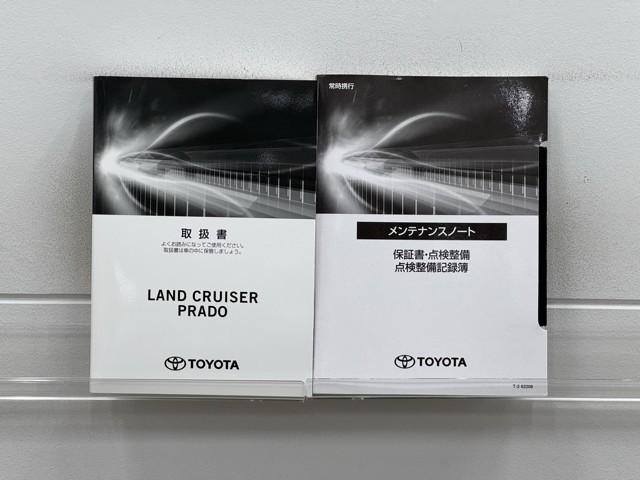 取扱書
よくお読みになってご使用ください。
取扱書は車の中に保管しましょう。
LAND CRUISER
PRADO
TOYOTA
常時携行
メンテナンスノート
保証書・点検整備
点検整備記録簿
TOYOTA